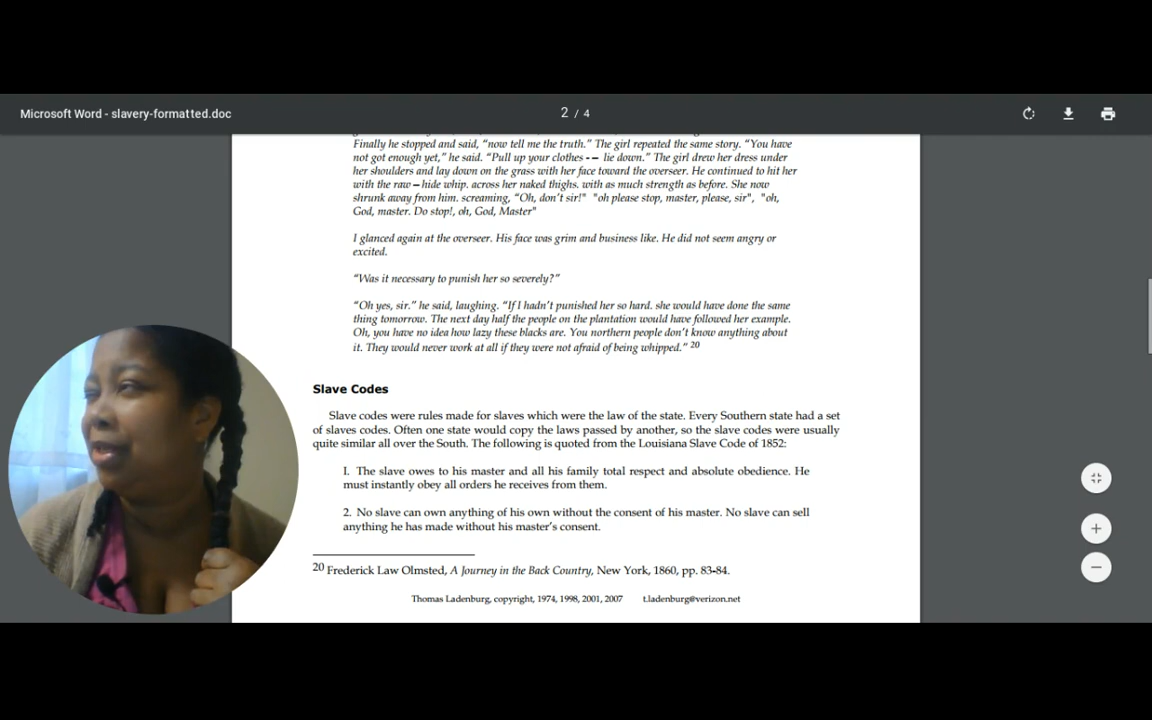 Microsoft Word - slavery-formatted.doc
2 / 4
Finally he stopped and said, “now tell me the truth.” The girl repeated the same story. “You have
not got enough yet,” he said. “Pull up your clothes -– lie down.” The girl drew her dress under
her shoulders and lay down on the grass with her face toward the overseer. He continued to hit her
with the raw – hide whip. across her naked thighs. with as much strength as before. She now
shrunk away from him. screaming, “Oh, don’t sir!" "oh please stop, master, please, sir", "oh,
God, master. Do stop!, oh, God, Master"
I glanced again at the overseer. His face was grim and business like. He did not seem angry or
excited.
“Was it necessary to punish her so severely?”
“Oh yes, sir.” he said, laughing. “If I hadn’t punished her so hard. she would have done the same
thing tomorrow. The next day half the people on the plantation would have followed her example.
Oh, you have no idea how lazy these blacks are. You northern people don’t know anything about
it. They would never work at all if they were not afraid of being whipped.” 20
Slave Codes
Slave codes were rules made for slaves which were the law of the state. Every Southern state had a set
of slaves codes. Often one state would copy the laws passed by another, so the slave codes were usually
quite similar all over the South. The following is quoted from the Louisiana Slave Code of 1852:
I. The slave owes to his master and all his family total respect and absolute obedience. He
must instantly obey all orders he receives from them.
2. No slave can own anything of his own without the consent of his master. No slave can sell
anything he has made without his master’s consent.
20 Frederick Law Olmsted, A Journey in the Back Country, New York, 1860, pp. 83-84.
Thomas Ladenburg, copyright, 1974, 1998, 2001, 2007 t.ladenburg@verizon.net